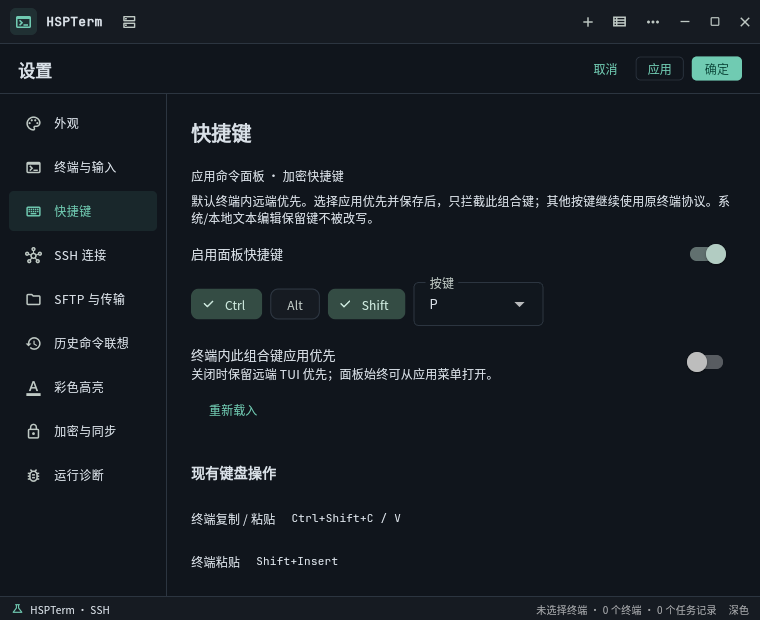 HSPTerm
设置
取消
应用
确定
外观
终端与输入
快捷键
SSH 连接
SFTP 与传输
历史命令联想
彩色高亮
加密与同步
运行诊断
快捷键
应用命令面板 · 加密快捷键
默认终端内远端优先。选择应用优先并保存后，只拦截此组合键；其他按键继续使用原终端协议。系
统/本地文本编辑保留键不被改写。
启用面板快捷键
Ctrl
Alt
Shift
按键
P
终端内此组合键应用优先
关闭时保留远端 TUI 优先；面板始终可从应用菜单打开。
重新载入
现有键盘操作
终端复制 / 粘贴 Ctrl+Shift+C / V
终端粘贴 Shift+Insert
HSPTerm · SSH
未选择终端 · 0 个终端 · 0 个任务记录 深色